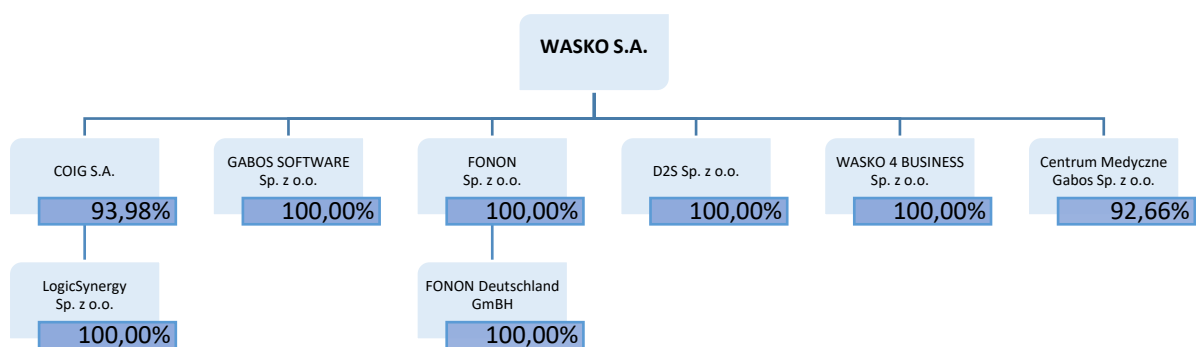 WASKO S.A.
COIG S.A.
93,98%
GABOS SOFTWARE
Sp. z o.o.
100,00%
FONON
Sp. z o.o.
100,00%
D2S Sp. z o.o.
100,00%
WASKO 4 BUSINESS
Sp. z o.o.
100,00%
Centrum Medyczne
Gabos Sp. z o.o.
92,66%
LogicSynergy
Sp. z o.o.
100,00%
FONON Deutschland
GmBH
100,00%